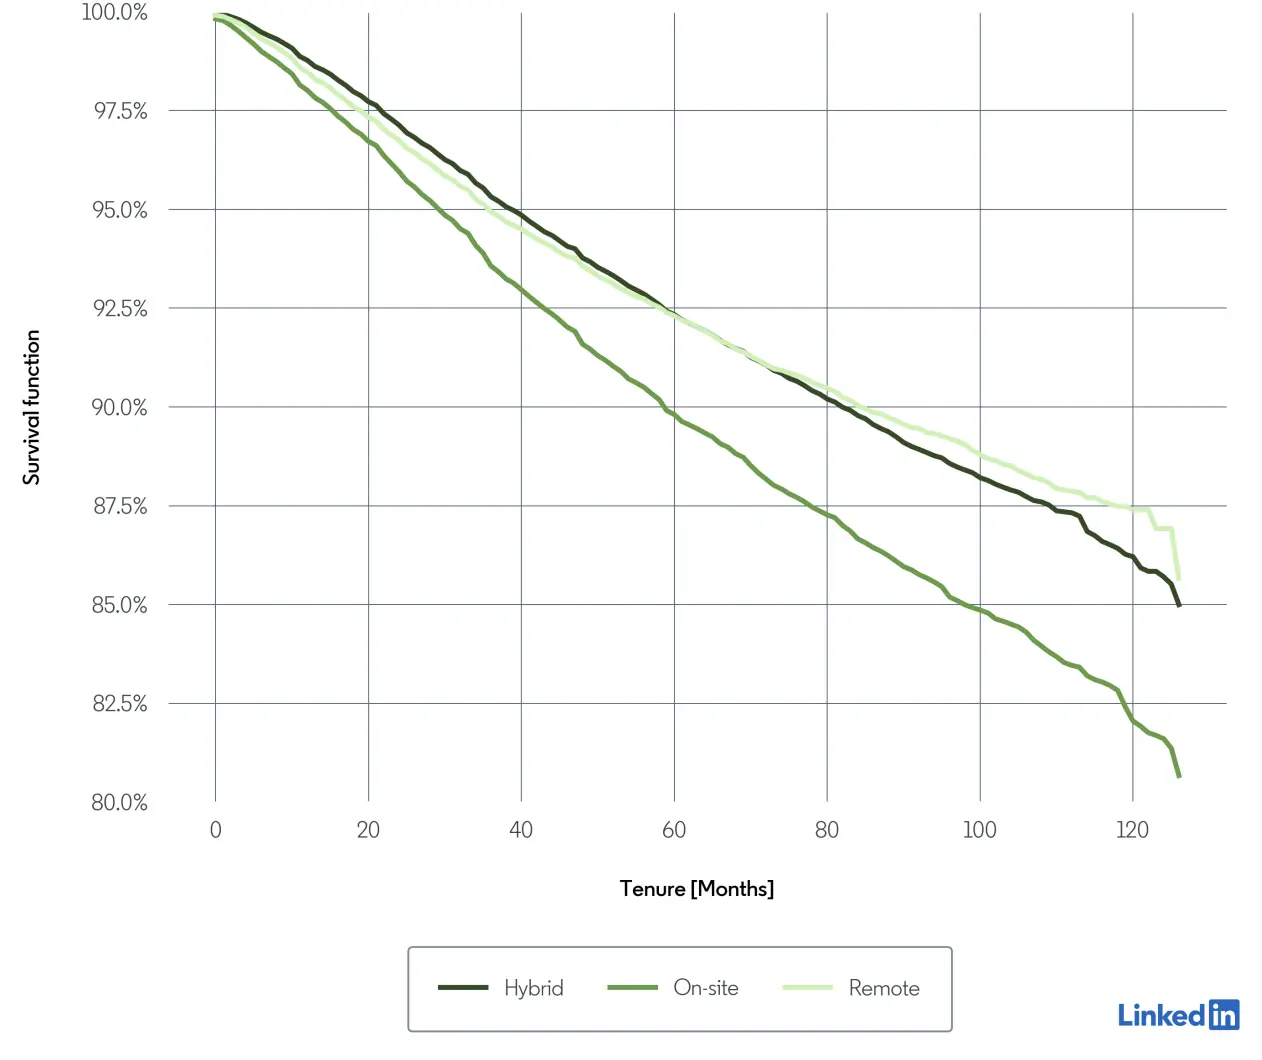 100.0%
97.5%
95.0%
92.5%
90.0%
87.5%
85.0%
82.5%
80.0%
Survival function
0 20 40 60 80 100 120
Tenure [Months]
Hybrid On-site Remote
LinkedIn